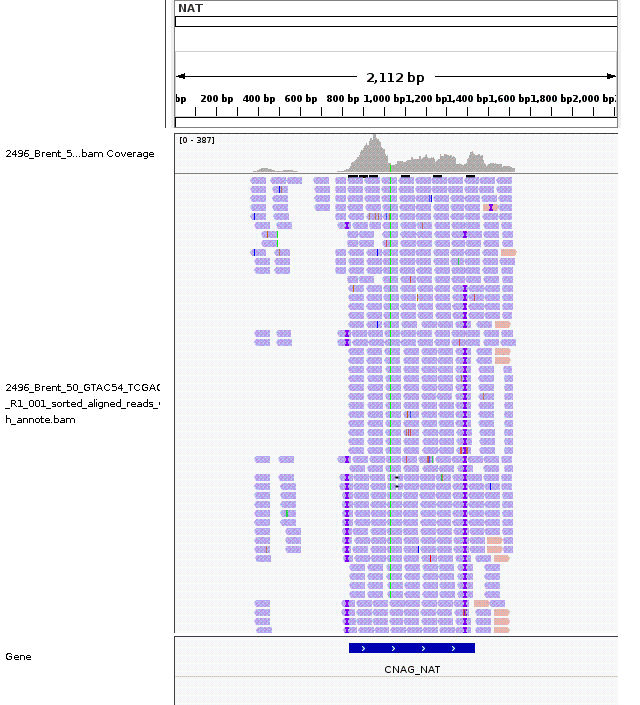 NAT
2,112 bp
bp 200 bp 400 bp 600 bp 800 bp 1,000 bp 1,200 bp 1,400 bp 1,600 bp 1,800 bp 2,000 bp
[0 - 387]
2496_Brent_5...bam Coverage
2496_Brent_50_GTAC54_TCGAG
_R1_001_sorted_aligned_reads_
h_annote.bam
Gene
CNAG_NAT